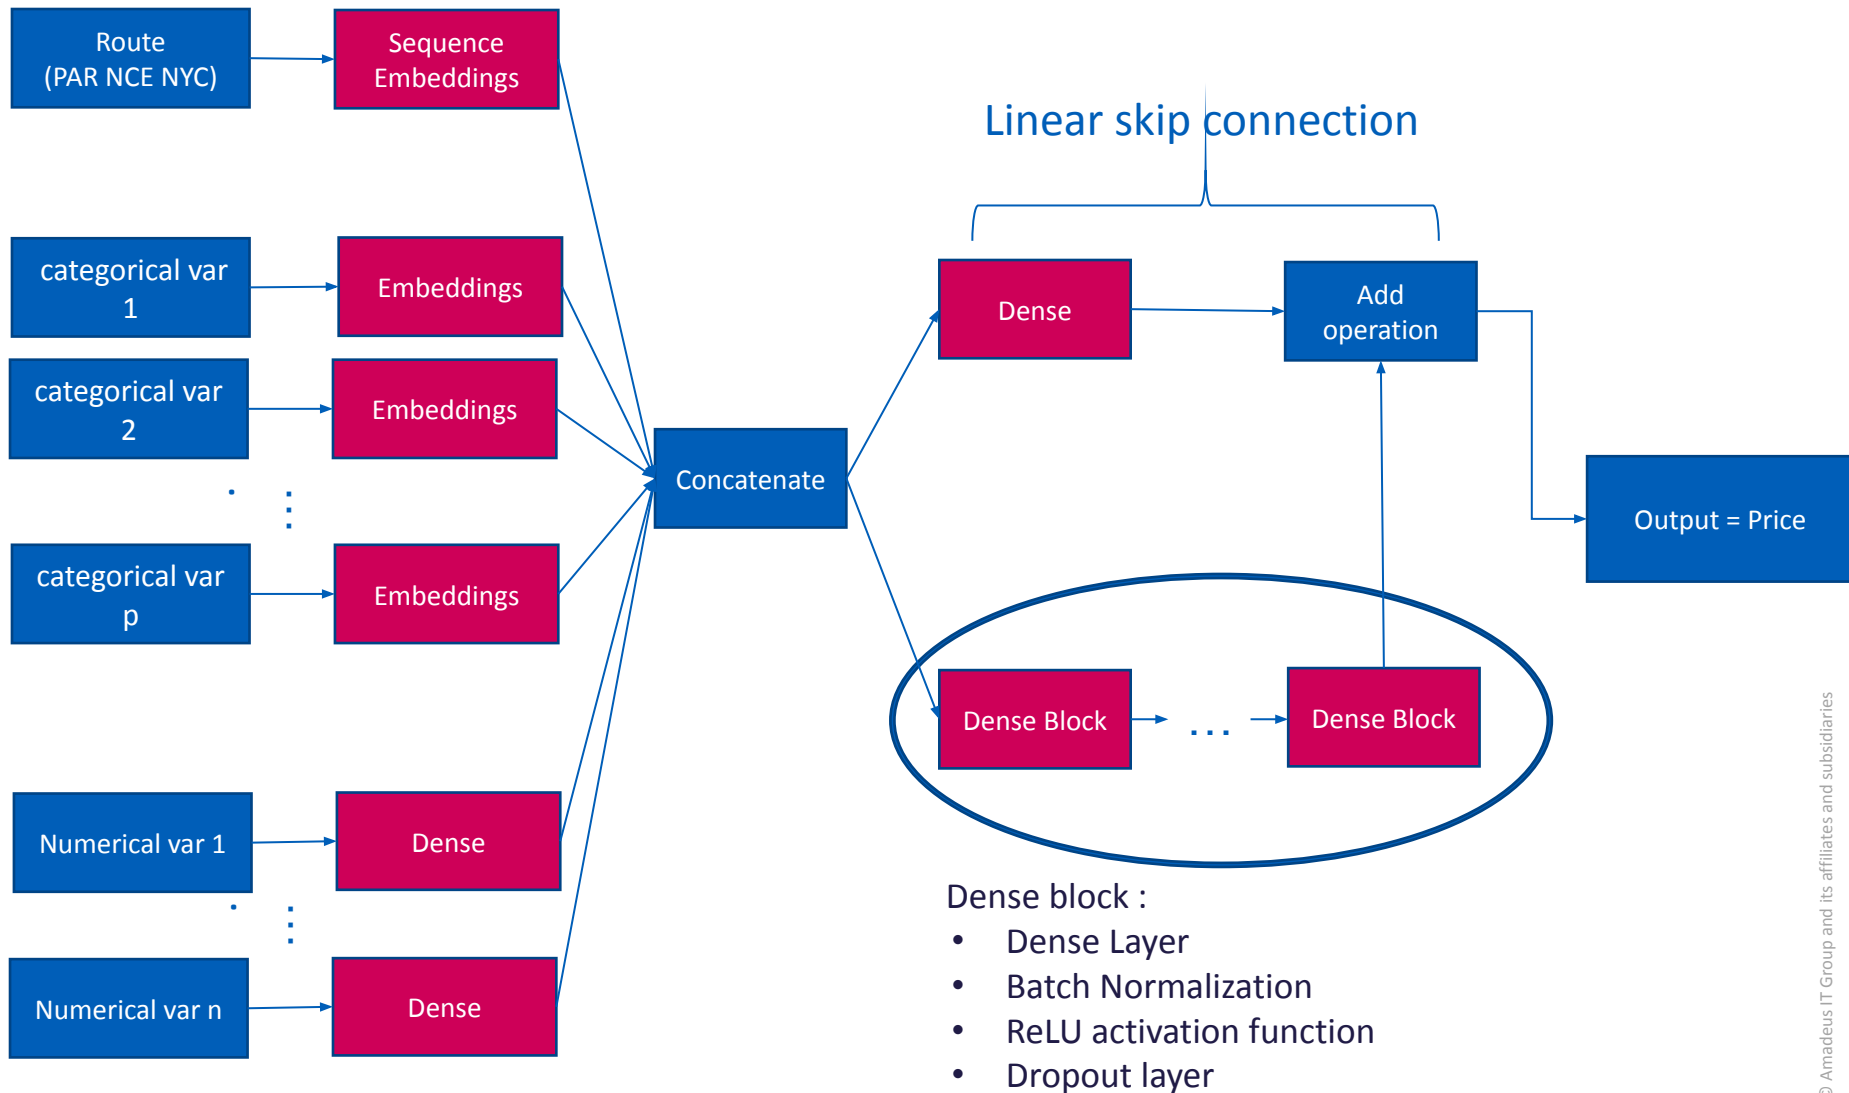 Route
(PAR NCE NYC)
Sequence
Embeddings
Linear skip connection
categorical var
1
Embeddings
categorical var
2
Embeddings
categorical var
p
Embeddings
Concatenate
Dense
Add
operation
Output = Price
Dense Block
...
Dense Block
Numerical var 1
Dense
Numerical var n
Dense
Dense block :
• Dense Layer
• Batch Normalization
• ReLU activation function
• Dropout layer
© Amadeus IT Group and its affiliates and subsidiaries